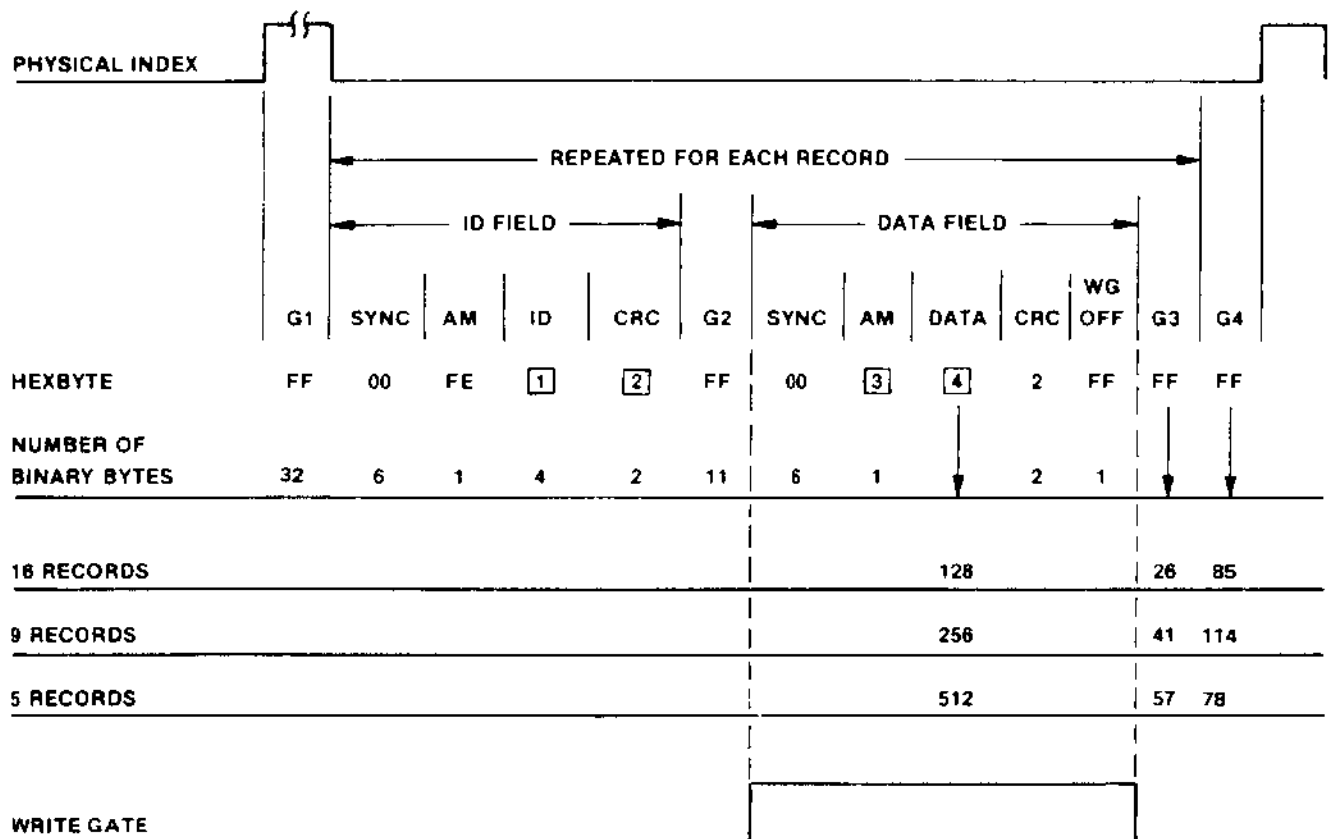 PHYSICAL INDEX
REPEATED FOR EACH RECORD
ID FIELD DATA FIELD
WG
G1 SYNC AM ID CRC G2 SYNC AM DATA CRC OFF G3 G4
HEXBYTE FF 00 FE 1 2 FF 00 3 4 2 FF FF FF
NUMBER OF
BINARY BYTES 32 6 1 4 2 11 6 1 2 1
16 RECORDS 128 26 85
9 RECORDS 256 41 114
5 RECORDS 512 57 78
WRITE GATE